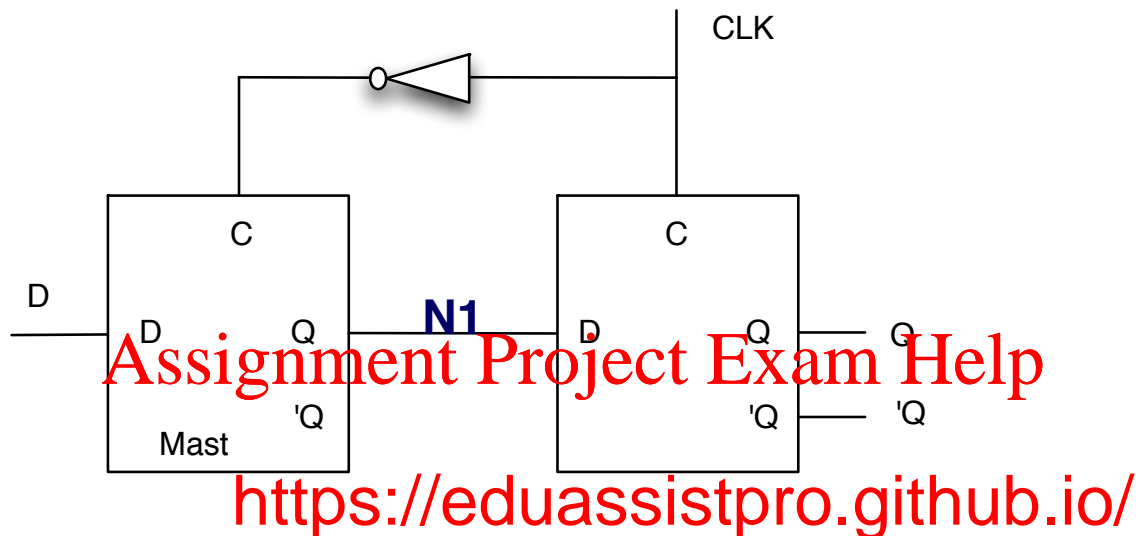 CLK
C
C
D
N1
D
Q
D
Q
Q
Assignment Project Exam Help
'Q
'Q
'Q
Mast
https://eduassistpro.github.io/